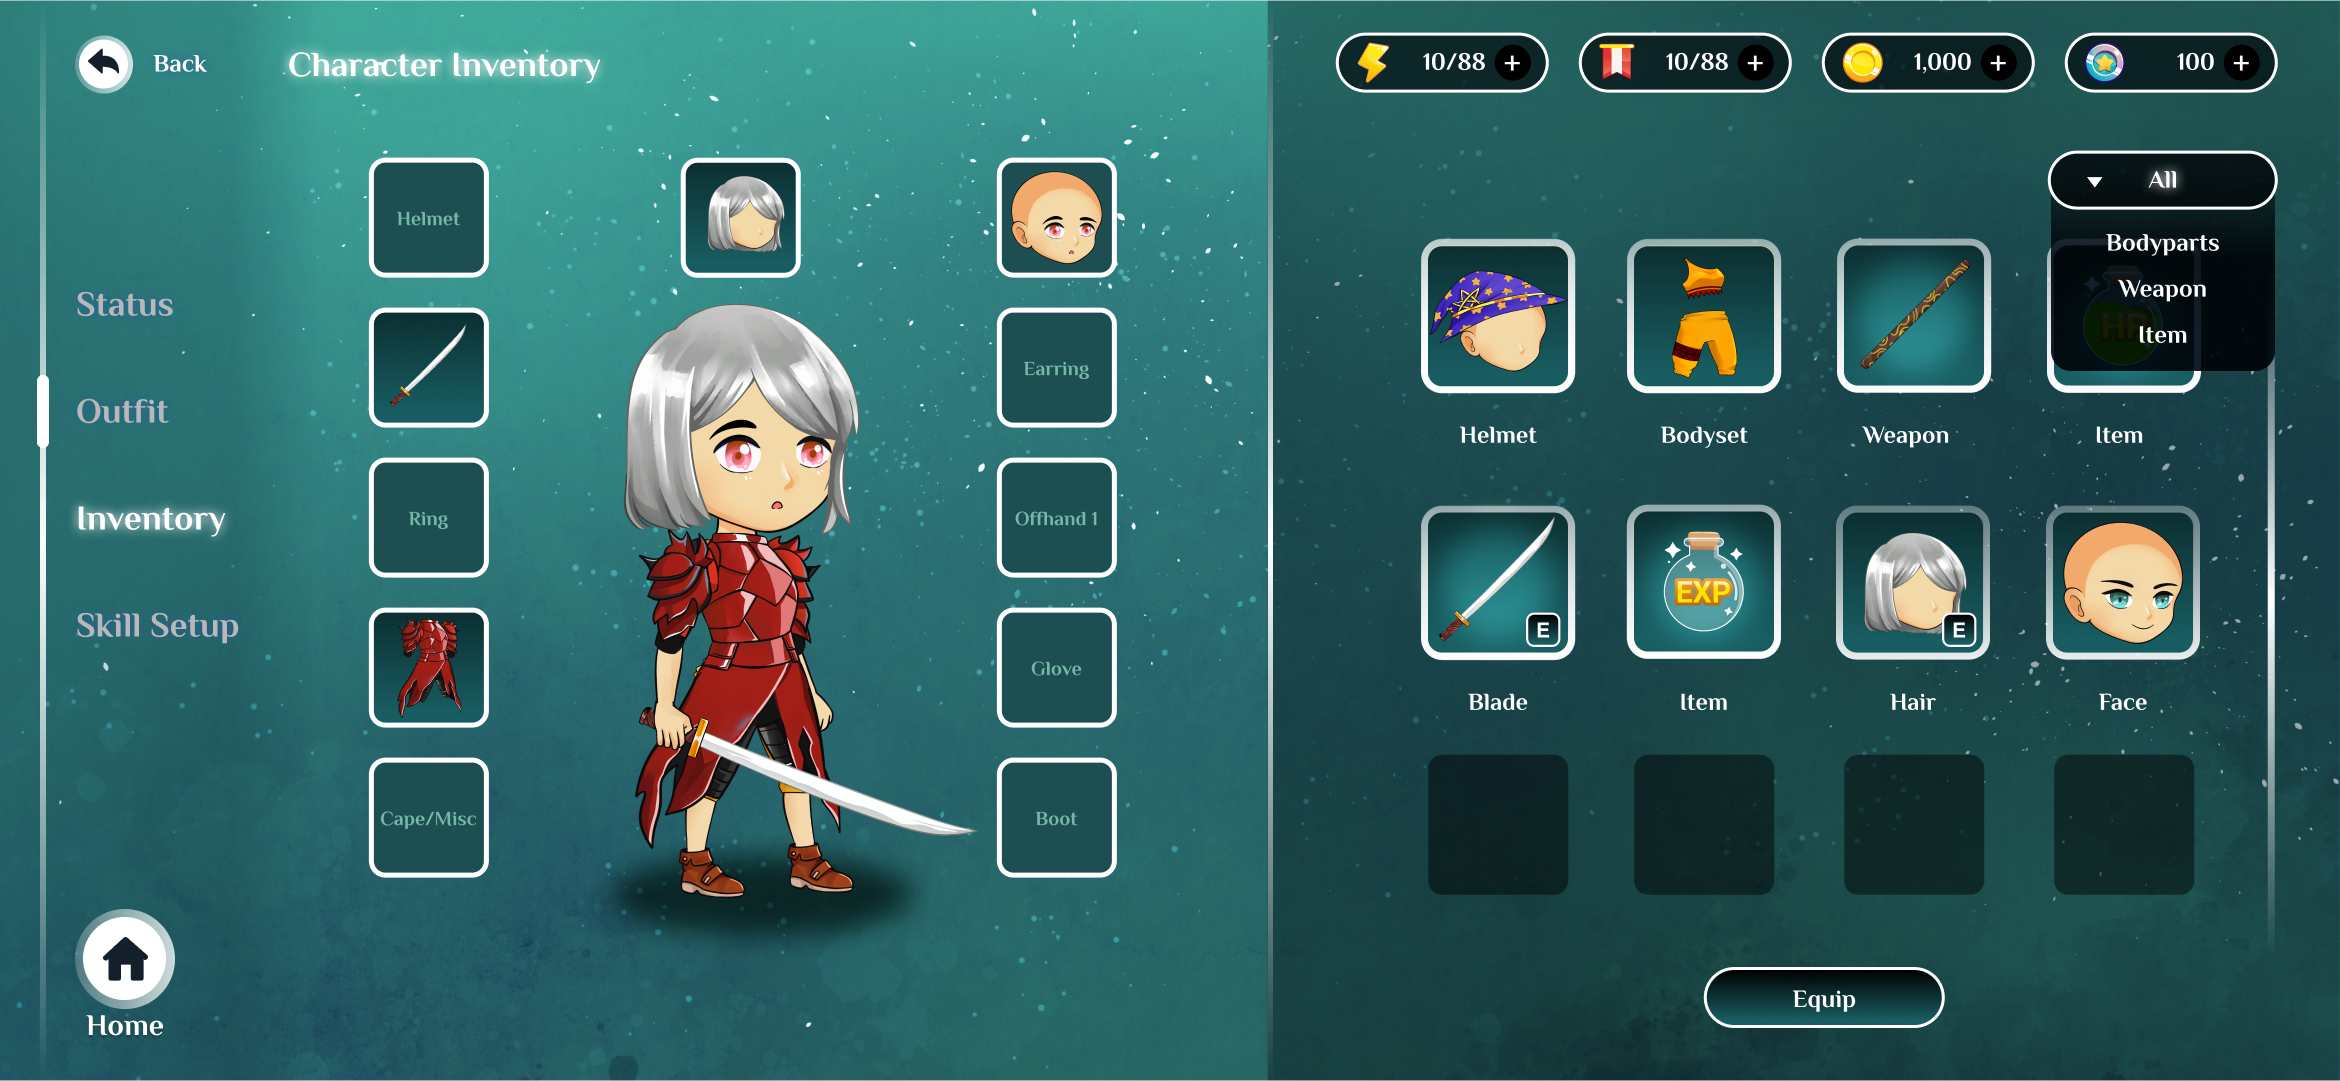 Back
Character Inventory
10/88 +
10/88 +
1,000 +
100 +
All
Bodyparts
Weapon
Item
Status
Outfit
Inventory
Skill Setup
Home
Helmet
Ring
Cape/Misc
Earring
Offhand 1
Glove
Boot
HP
Helmet
Bodyset
Weapon
Item
E
EXP
E
Blade
Item
Hair
Face
Equip